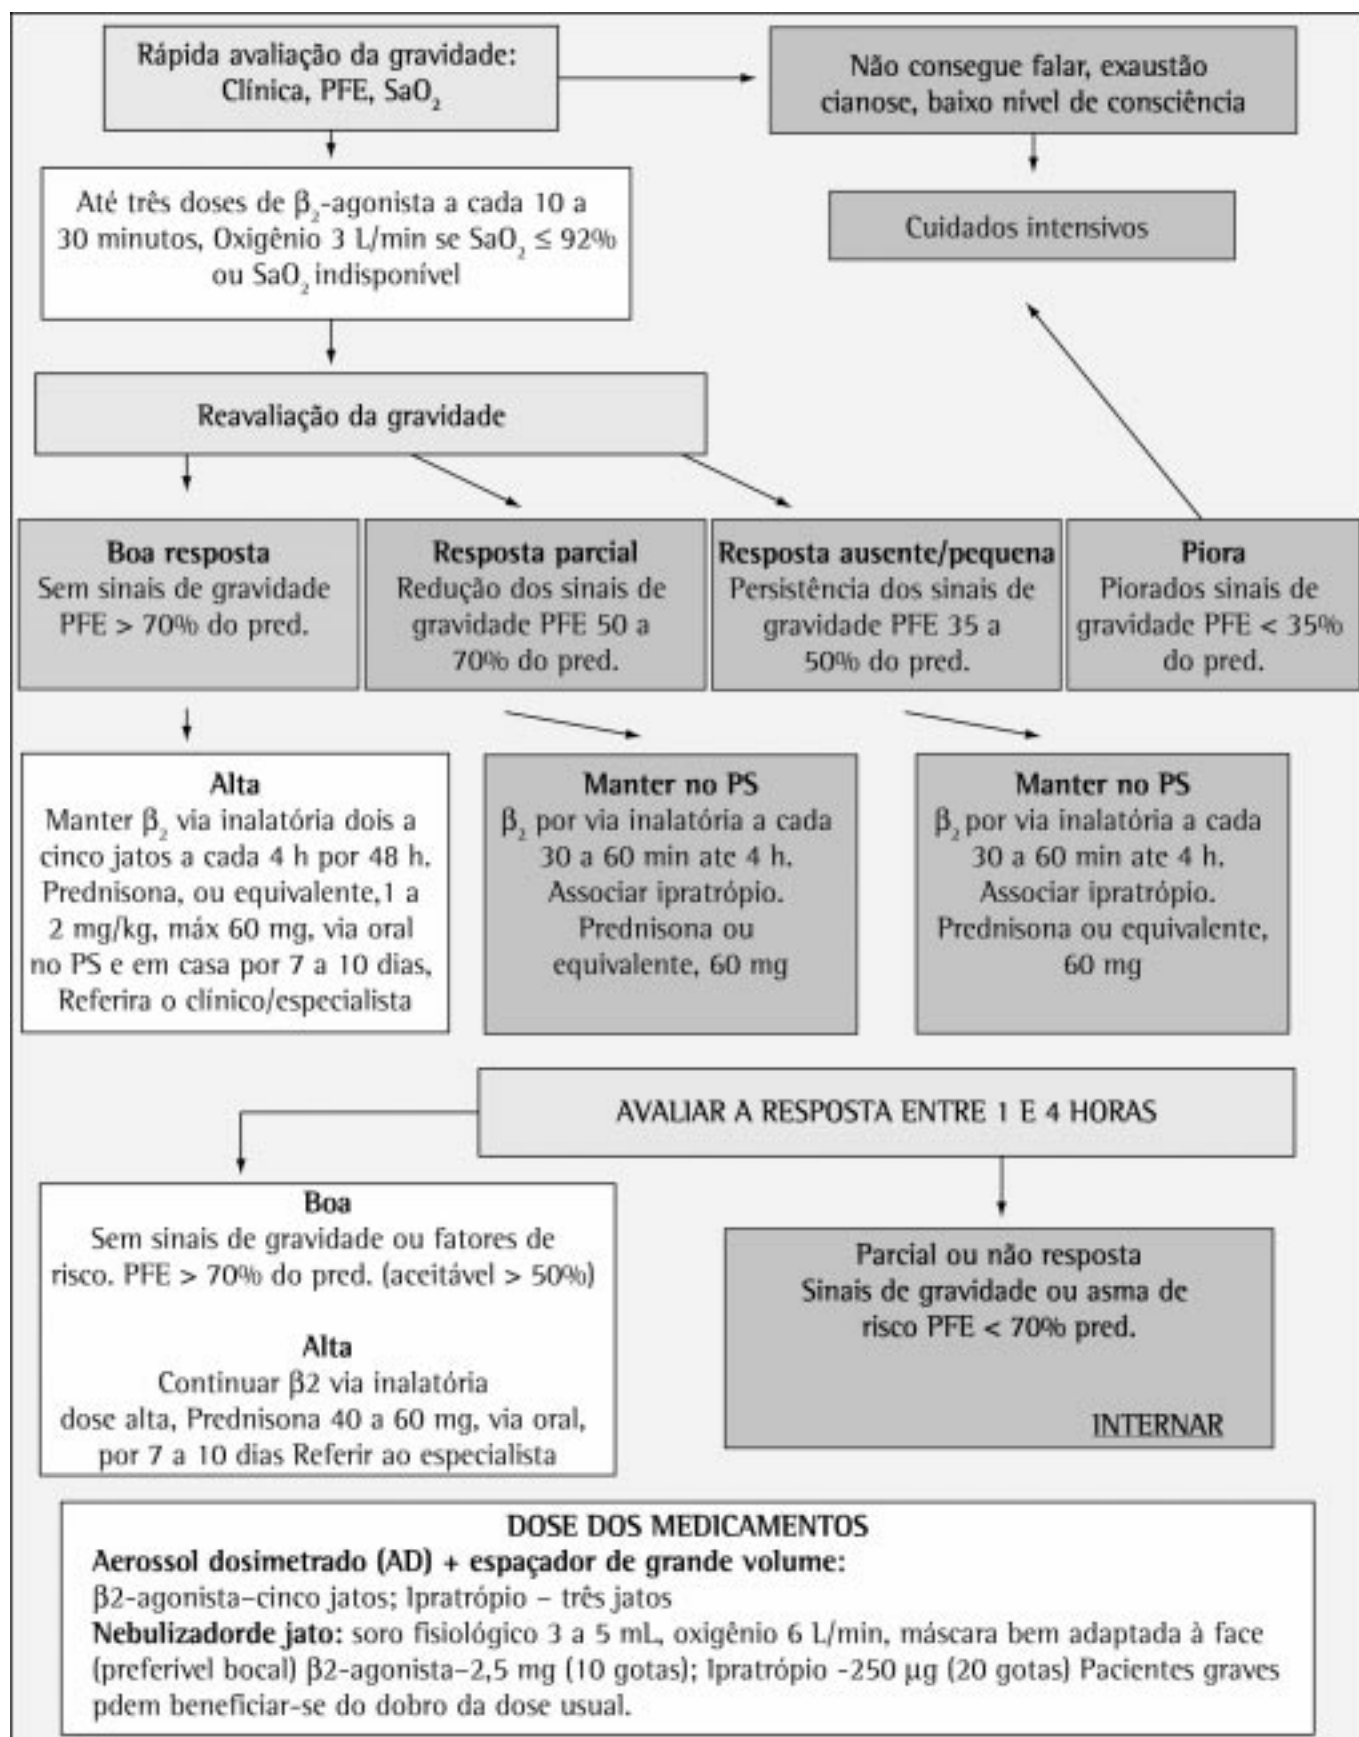 Rápida avaliação da gravidade:
Clínica, PFE, SaO₂
Não consegue falar, exaustão
cianose, baixo nível de consciência
Até três doses de β₂-agonista a cada 10 a
30 minutos, Oxigênio 3 L/min se SaO₂ ≤ 92%
ou SaO₂ indisponível
Cuidados intensivos
Reavaliação da gravidade
Boa resposta
Sem sinais de gravidade
PFE > 70% do pred.
Resposta parcial
Redução dos sinais de
gravidade PFE 50 a
70% do pred.
Resposta ausente/pequena
Persistência dos sinais de
gravidade PFE 35 a
50% do pred.
Piora
Piorados sinais de
gravidade PFE < 35%
do pred.
Alta
Manter β₂ via inalatória dois a
cinco jatos a cada 4 h por 48 h.
Prednisona, ou equivalente,1 a
2 mg/kg, máx 60 mg, via oral
no PS e em casa por 7 a 10 dias,
Referira o clínico/especialista
Manter no PS
β₂ por via inalatória a cada
30 a 60 min ate 4 h.
Associar ipratrópio.
Prednisona ou
equivalente, 60 mg
Manter no PS
β₂ por via inalatória a cada
30 a 60 min ate 4 h.
Associar ipratrópio.
Prednisona ou equivalente,
60 mg
AVALIAR A RESPOSTA ENTRE 1 E 4 HORAS
Boa
Sem sinais de gravidade ou fatores de
risco. PFE > 70% do pred. (aceitável > 50%)
Alta
Continuar β2 via inalatória
dose alta, Prednisona 40 a 60 mg, via oral,
por 7 a 10 dias Referir ao especialista
Parcial ou não resposta
Sinais de gravidade ou asma de
risco PFE < 70% pred.
INTERNAR
DOSE DOS MEDICAMENTOS
Aerossol dosimetrado (AD) + espaçador de grande volume:
β2-agonista–cinco jatos; Ipratrópio – três jatos
Nebulizadorde jato: soro fisiológico 3 a 5 mL, oxigênio 6 L/min, máscara bem adaptada à face
(preferível bocal) β2-agonista–2,5 mg (10 gotas); Ipratrópio -250 µg (20 gotas) Pacientes graves
pdem beneficiar-se do dobro da dose usual.